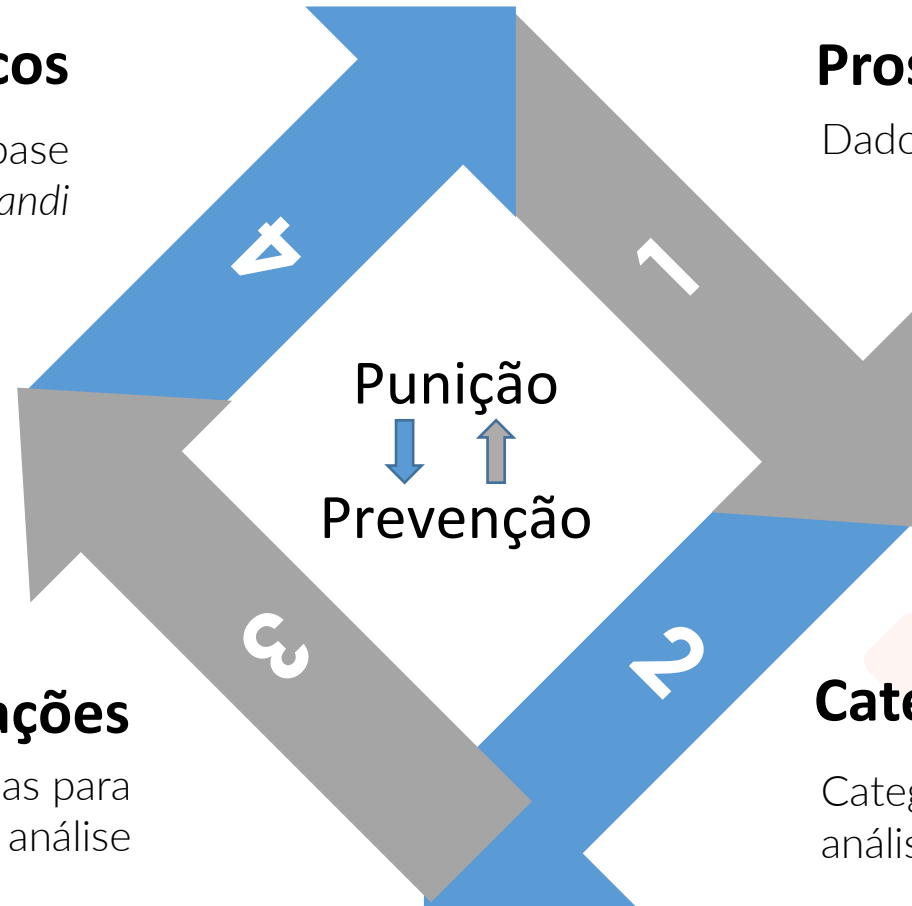 cos
base
andi
Pros
Dado
4
1
Punição
Prevenção
3
2
ações
as para
análise
Cate
Categ
anális